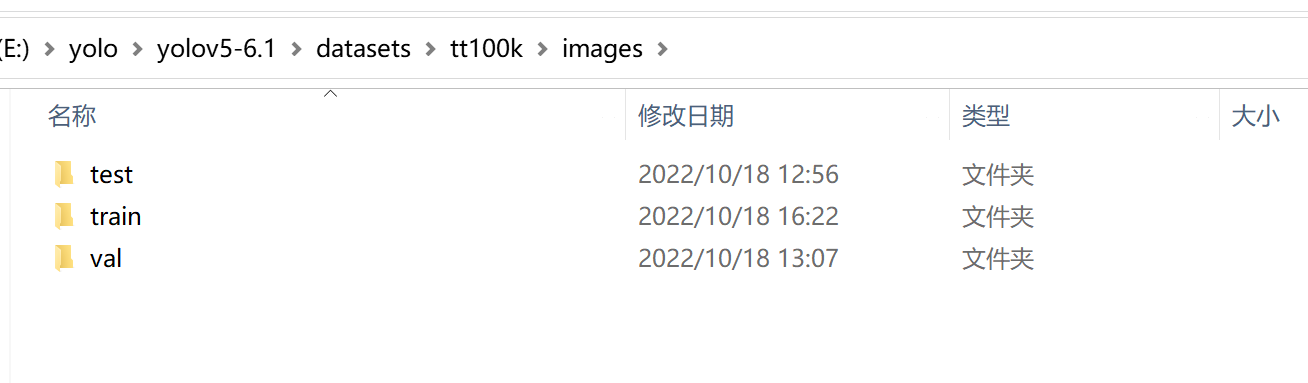 (E:) yolo yolov5-6.1 datasets tt100k images
名称 修改日期 类型 大小
test 2022/10/18 12:56 文件夹
train 2022/10/18 16:22 文件夹
val 2022/10/18 13:07 文件夹